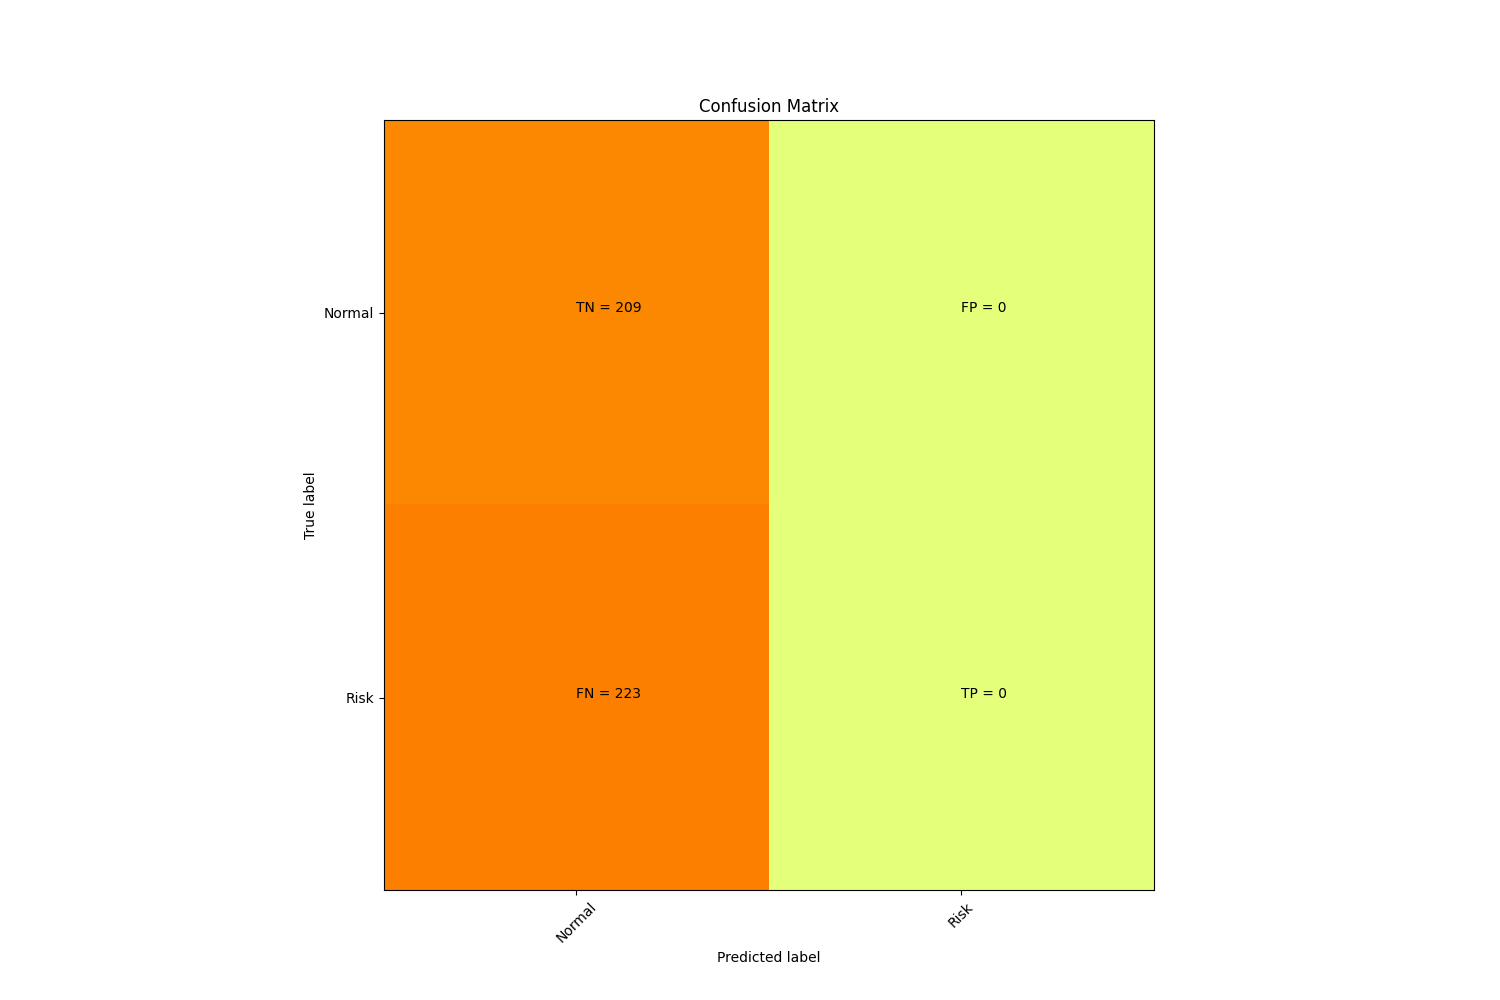 Confusion Matrix
TN = 209
FP = 0
Normal
True label
FN = 223
TP = 0
Risk
Normal
Risk
Predicted label